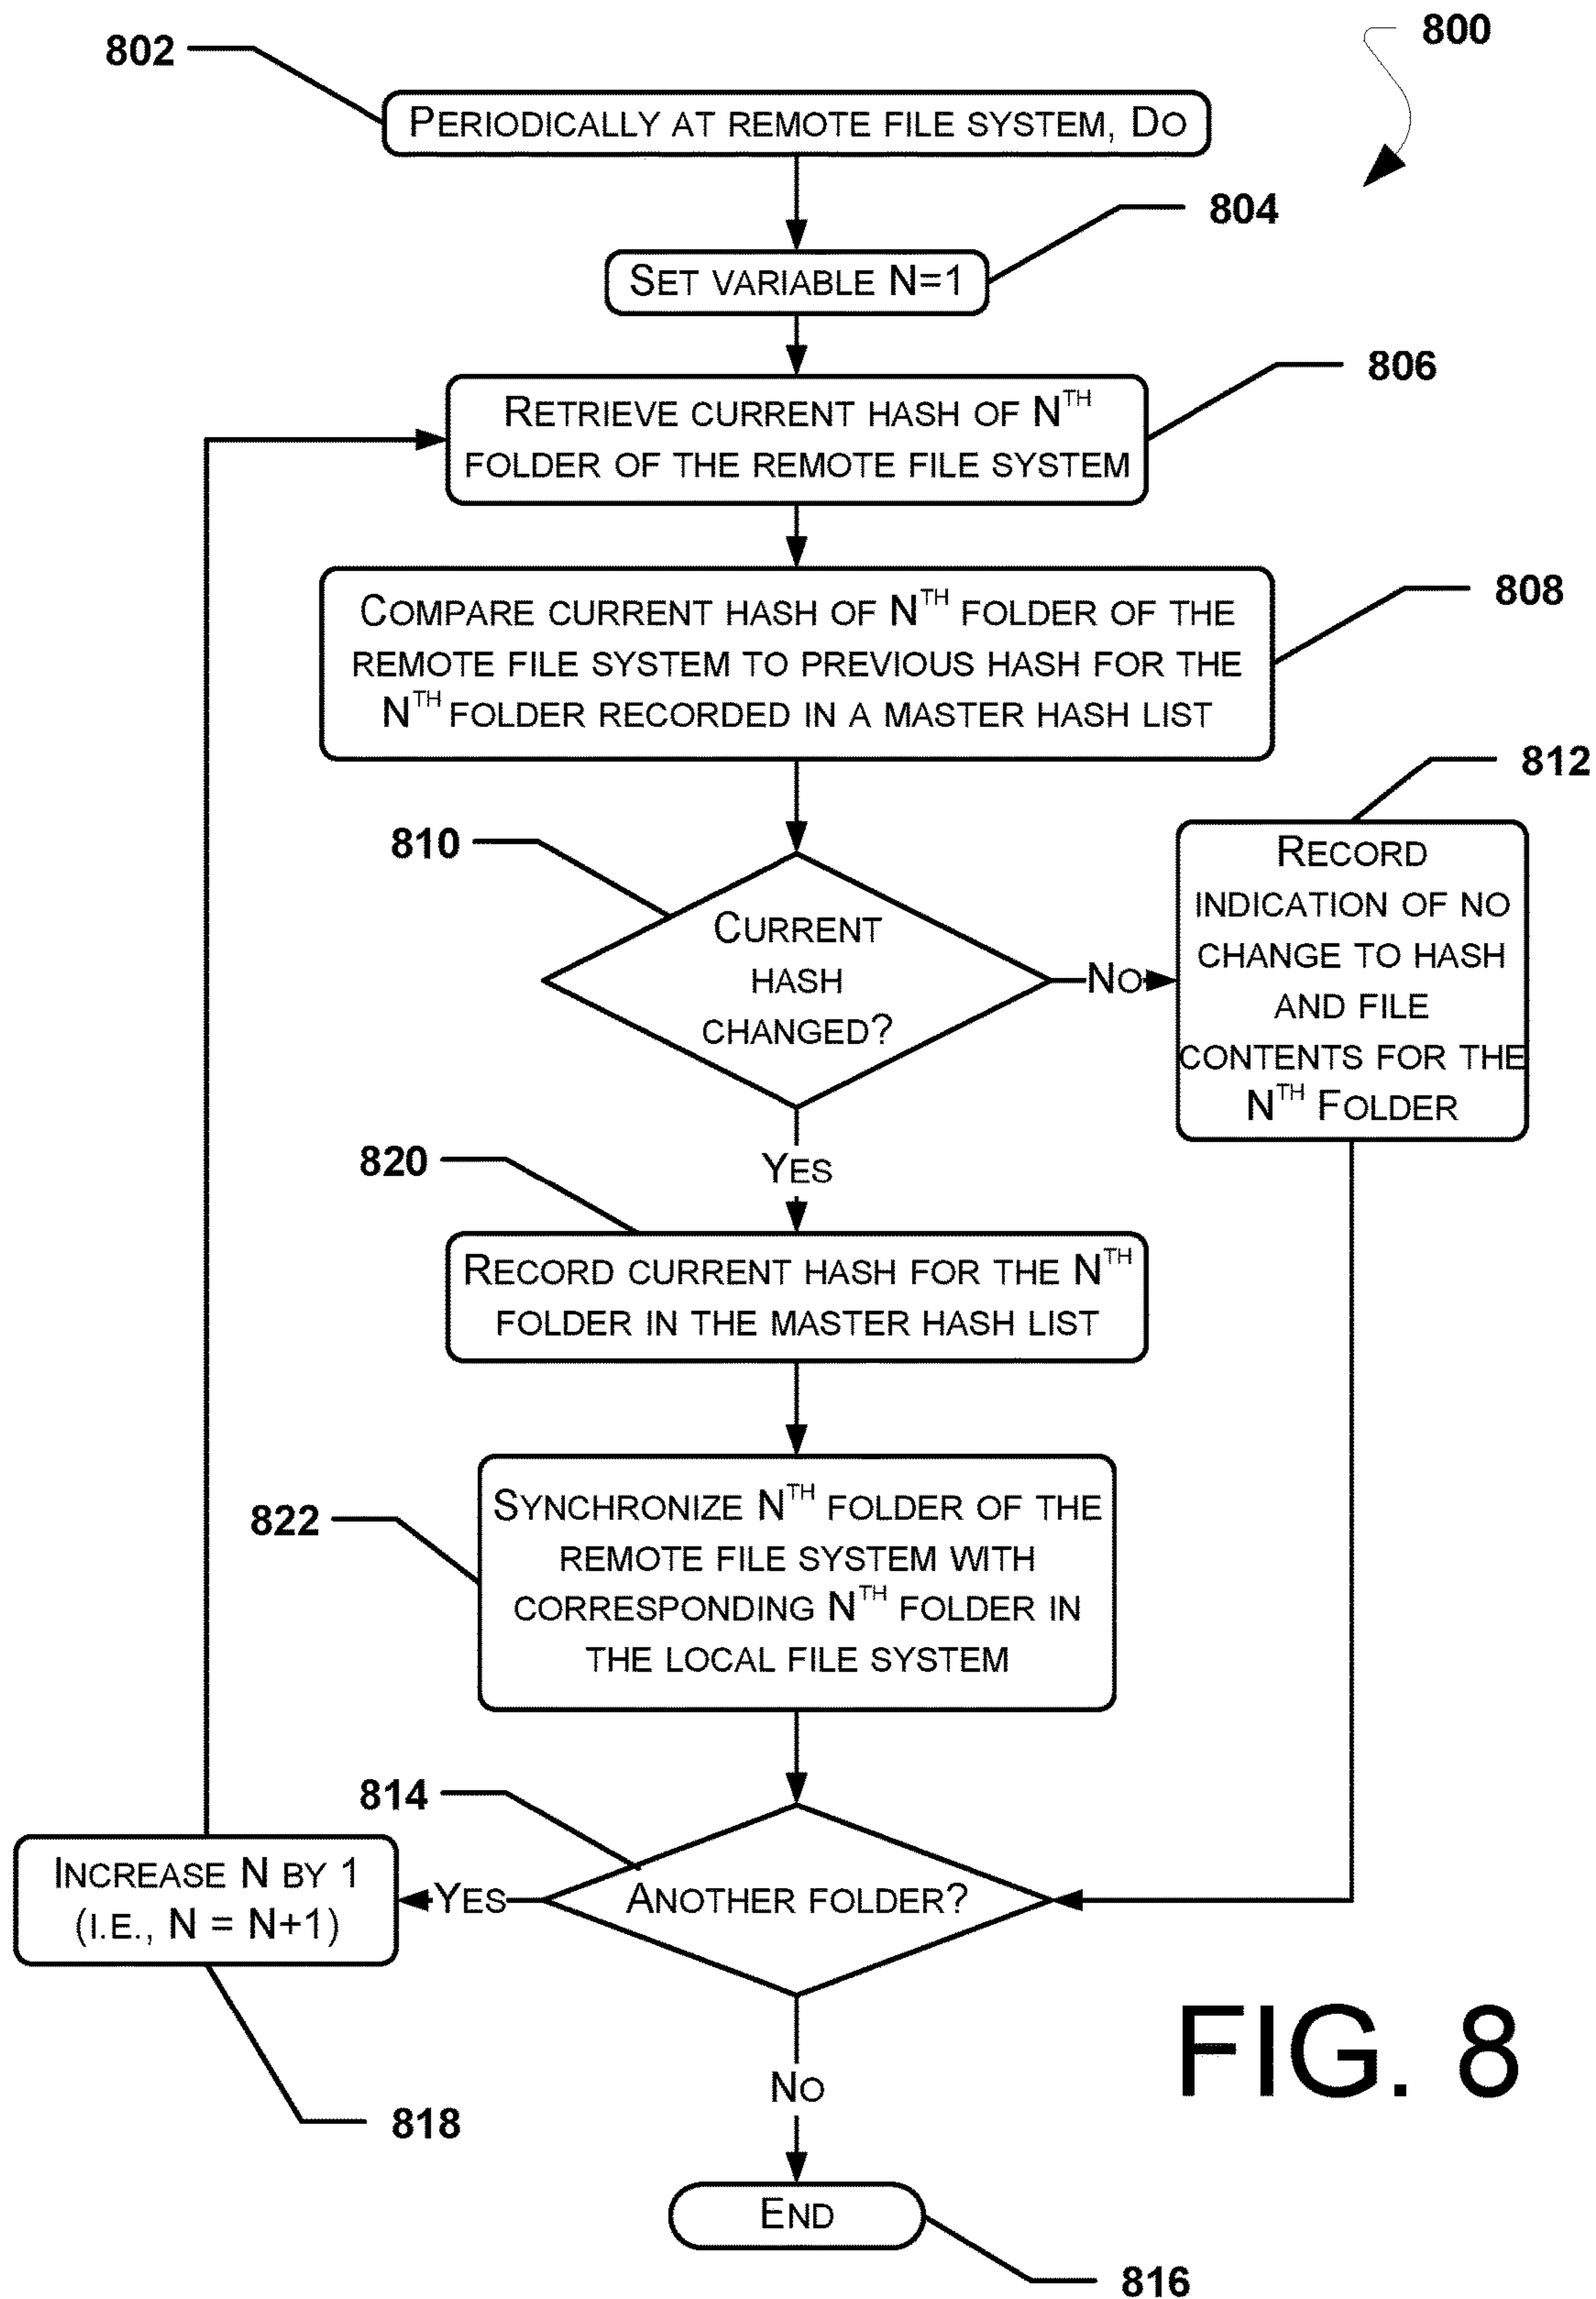 800
802
PERIODICALLY AT REMOTE FILE SYSTEM, DO
804
SET VARIABLE N=1
806
RETRIEVE CURRENT HASH OF NTH
FOLDER OF THE REMOTE FILE SYSTEM
808
COMPARE CURRENT HASH OF NTH FOLDER OF THE
REMOTE FILE SYSTEM TO PREVIOUS HASH FOR THE
NTH FOLDER RECORDED IN A MASTER HASH LIST
810
CURRENT
HASH
CHANGED?
NO
812
RECORD
INDICATION OF NO
CHANGE TO HASH
AND FILE
CONTENTS FOR THE
NTH FOLDER
YES
820
RECORD CURRENT HASH FOR THE NTH
FOLDER IN THE MASTER HASH LIST
822
SYNCHRONIZE NTH FOLDER OF THE
REMOTE FILE SYSTEM WITH
CORRESPONDING NTH FOLDER IN
THE LOCAL FILE SYSTEM
814
ANOTHER FOLDER?
YES
INCREASE N BY 1
(I.E., N = N+1)
818
NO
END
816
FIG. 8